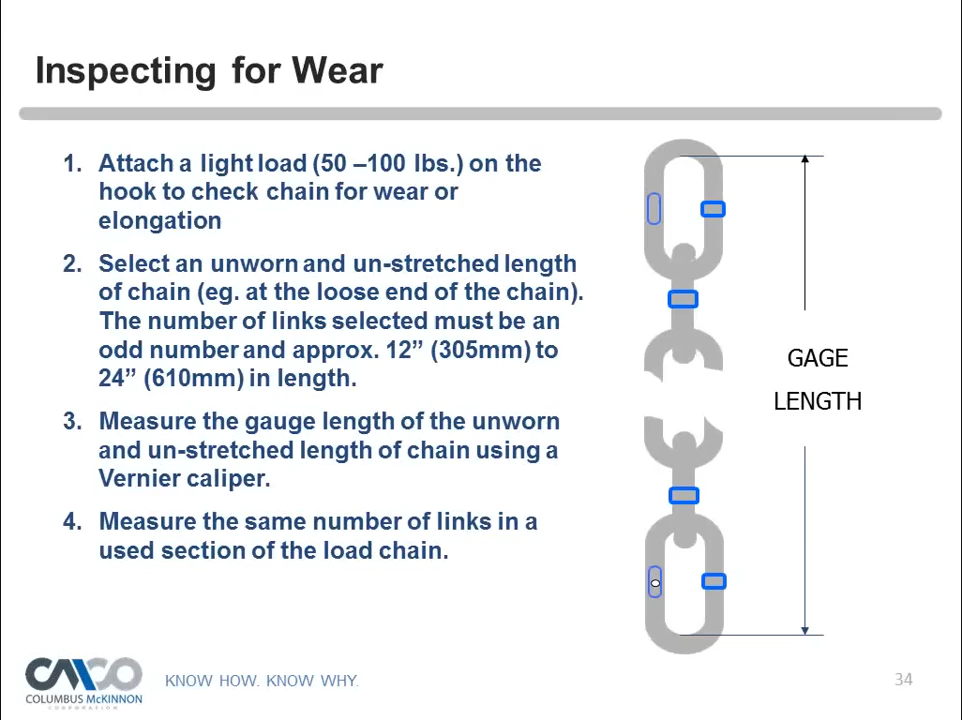 Inspecting for Wear
1. Attach a light load (50 –100 lbs.) on the
hook to check chain for wear or
elongation
2. Select an unworn and un-stretched length
of chain (eg. at the loose end of the chain).
The number of links selected must be an
odd number and approx. 12” (305mm) to
24” (610mm) in length.
3. Measure the gauge length of the unworn
and un-stretched length of chain using a
Vernier caliper.
4. Measure the same number of links in a
used section of the load chain.
GAGE
LENGTH
CMCO
COLUMBUS McKINNON
CORPORATION
KNOW HOW. KNOW WHY.
34